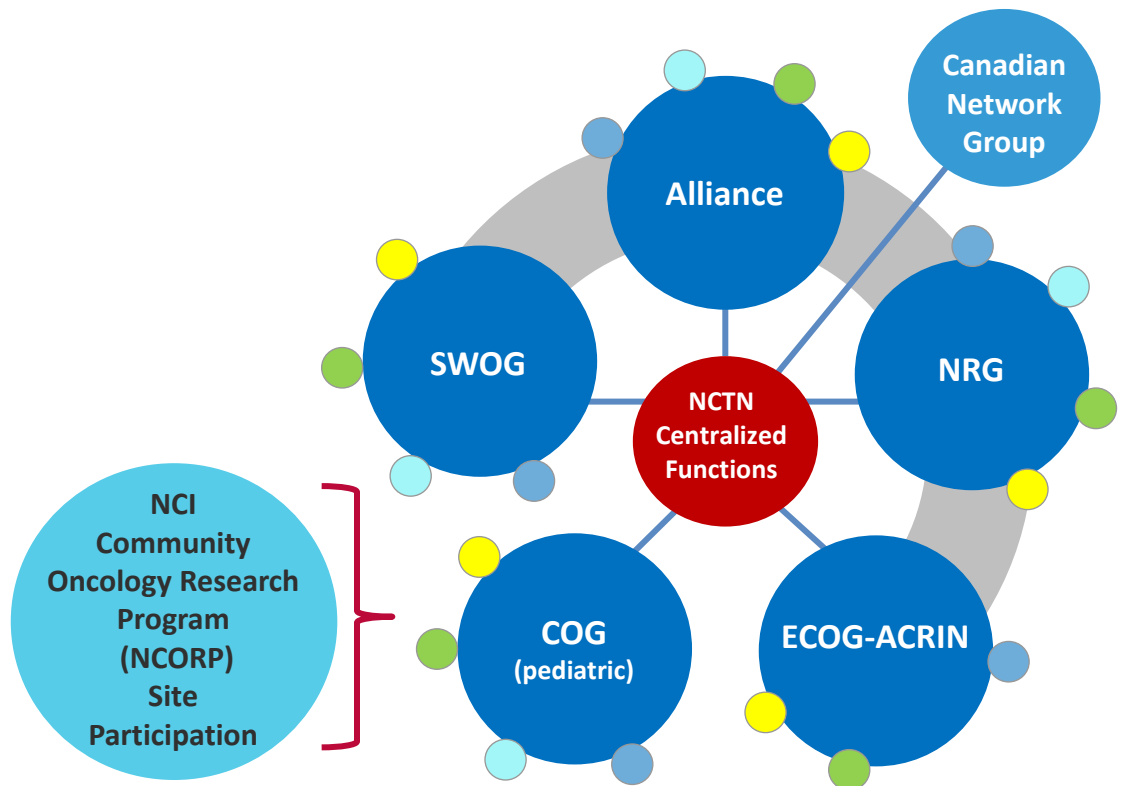 Canadian
Network
Group
Alliance
SWOG
NRG
NCTN
Centralized
Functions
NCI
Community
Oncology Research
Program
(NCORP)
Site
Participation
COG
(pediatric)
ECOG-ACRIN